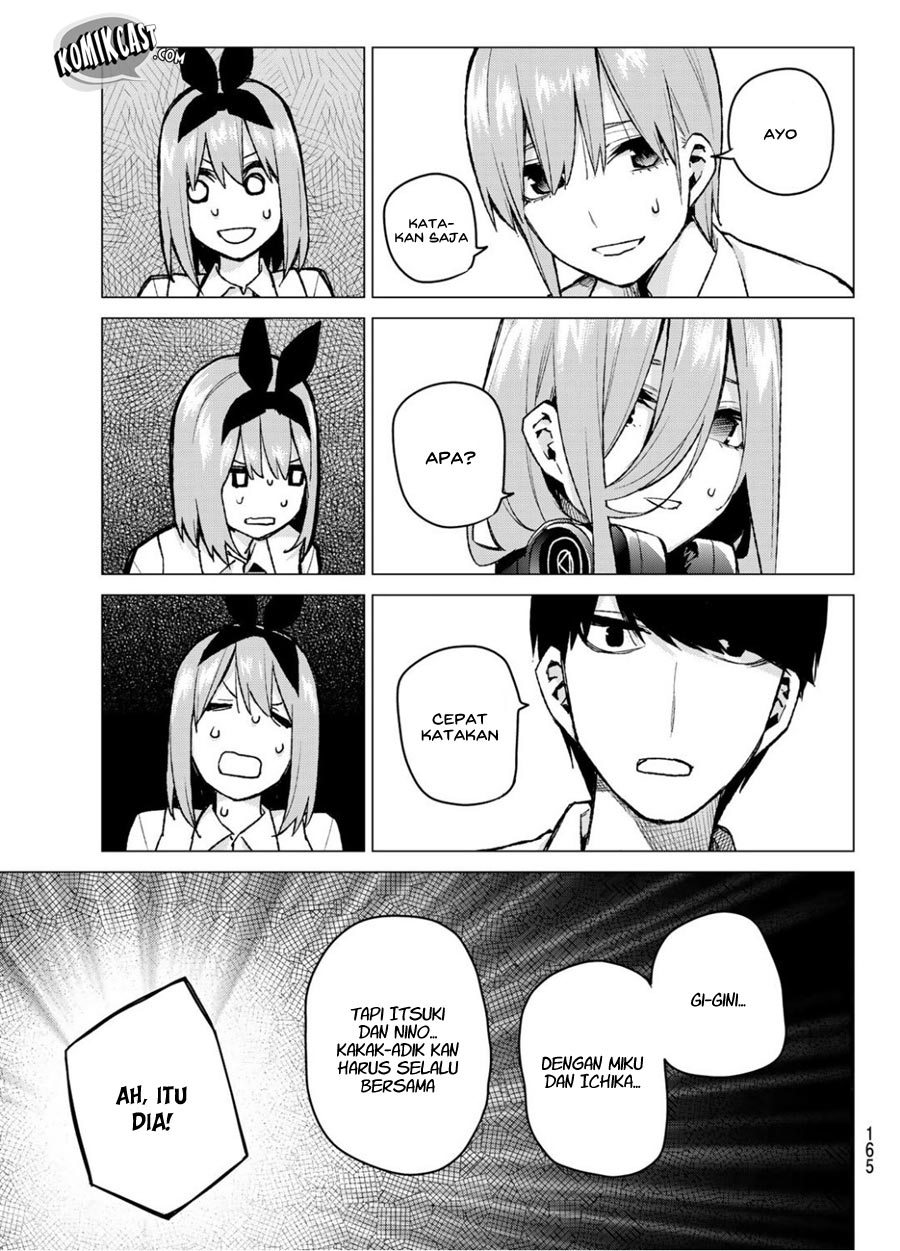 KOMIKCAST
.COM
AYO
KATA-
KAN SAJA
APA?
CEPAT
KATAKAN
GI-GINI...
DENGAN MIKU
DAN ICHIKA...
TAPI ITSUKI
DAN NINO...
KAKAK-ADIK KAN
HARUS SELALU
BERSAMA
AH, ITU
DIA!
165